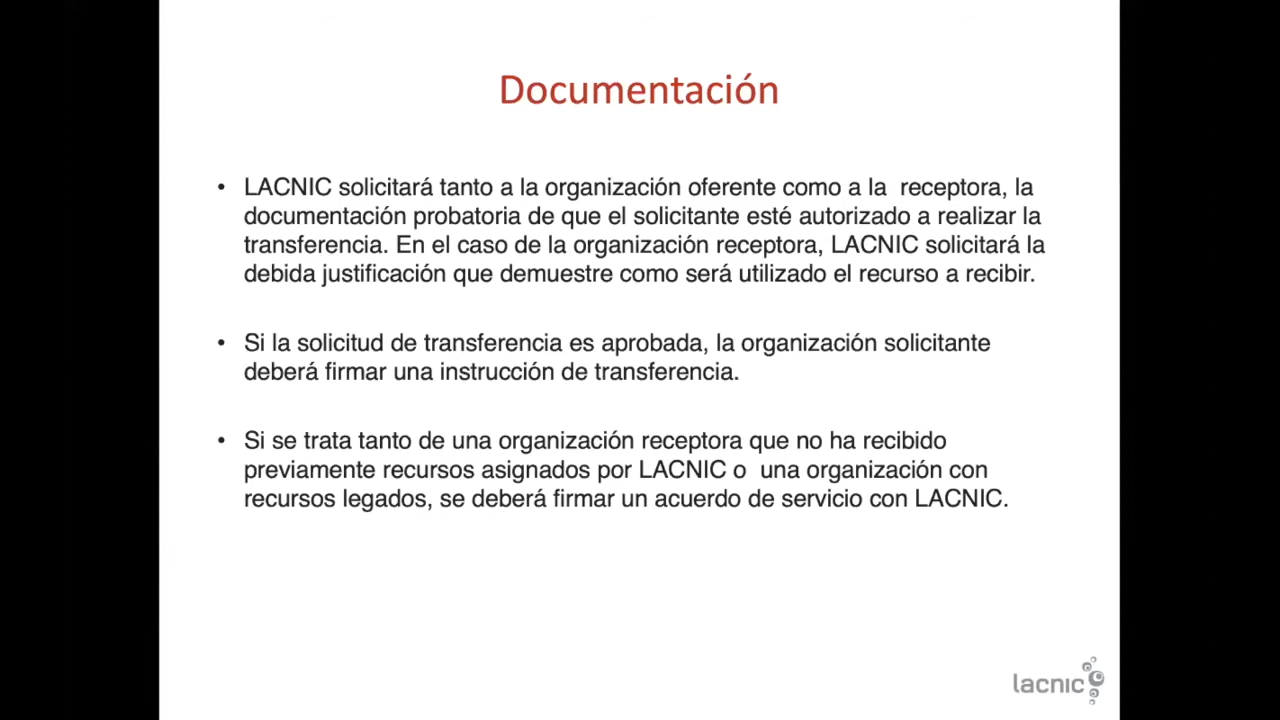 Documentación
• LACNIC solicitará tanto a la organización oferente como a la  receptora, la
documentación probatoria de que el solicitante esté autorizado a realizar la
transferencia. En el caso de la organización receptora, LACNIC solicitará la
debida justificación que demuestre como será utilizado el recurso a recibir.
• Si la solicitud de transferencia es aprobada, la organización solicitante
deberá firmar una instrucción de transferencia.
• Si se trata tanto de una organización receptora que no ha recibido
previamente recursos asignados por LACNIC o  una organización con
recursos legados, se deberá firmar un acuerdo de servicio con LACNIC.
lacnic